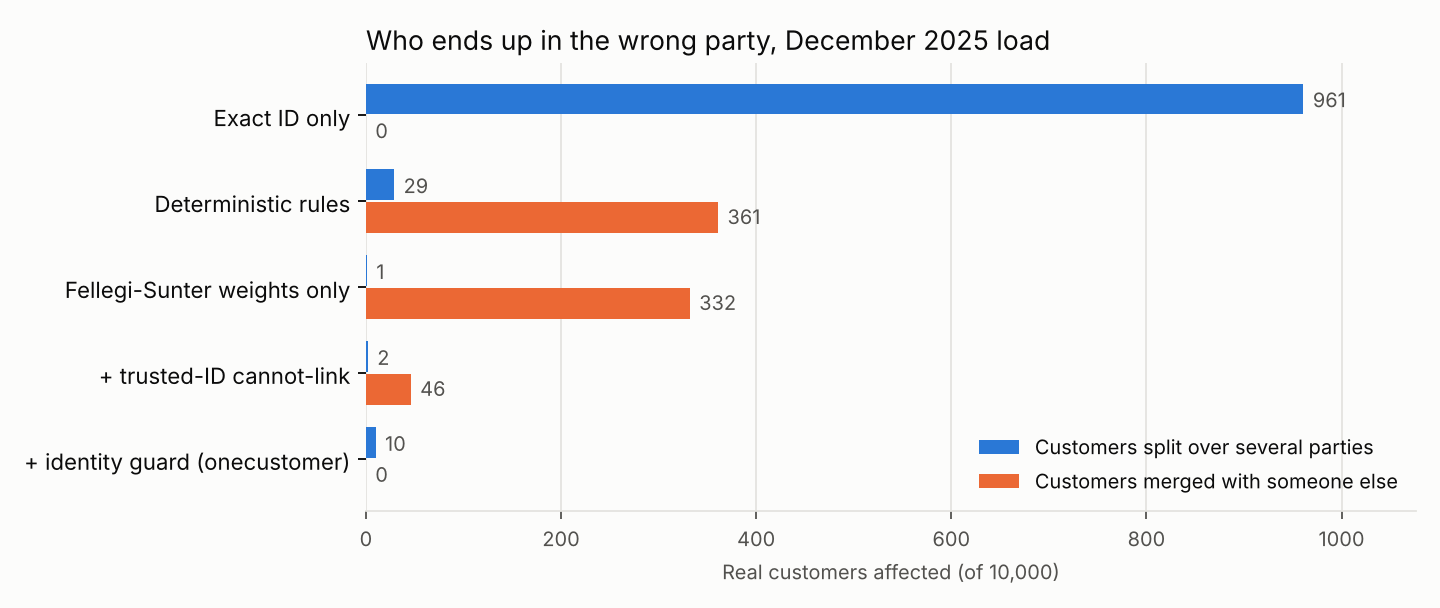 Who ends up in the wrong party, December 2025 load
Exact ID only
961
0
Deterministic rules
29
361
Fellegi-Sunter weights only
1
332
+ trusted-ID cannot-link
2
46
+ identity guard (onecustomer)
10
0
Customers split over several parties
Customers merged with someone else
0 200 400 600 800 1000
Real customers affected (of 10,000)